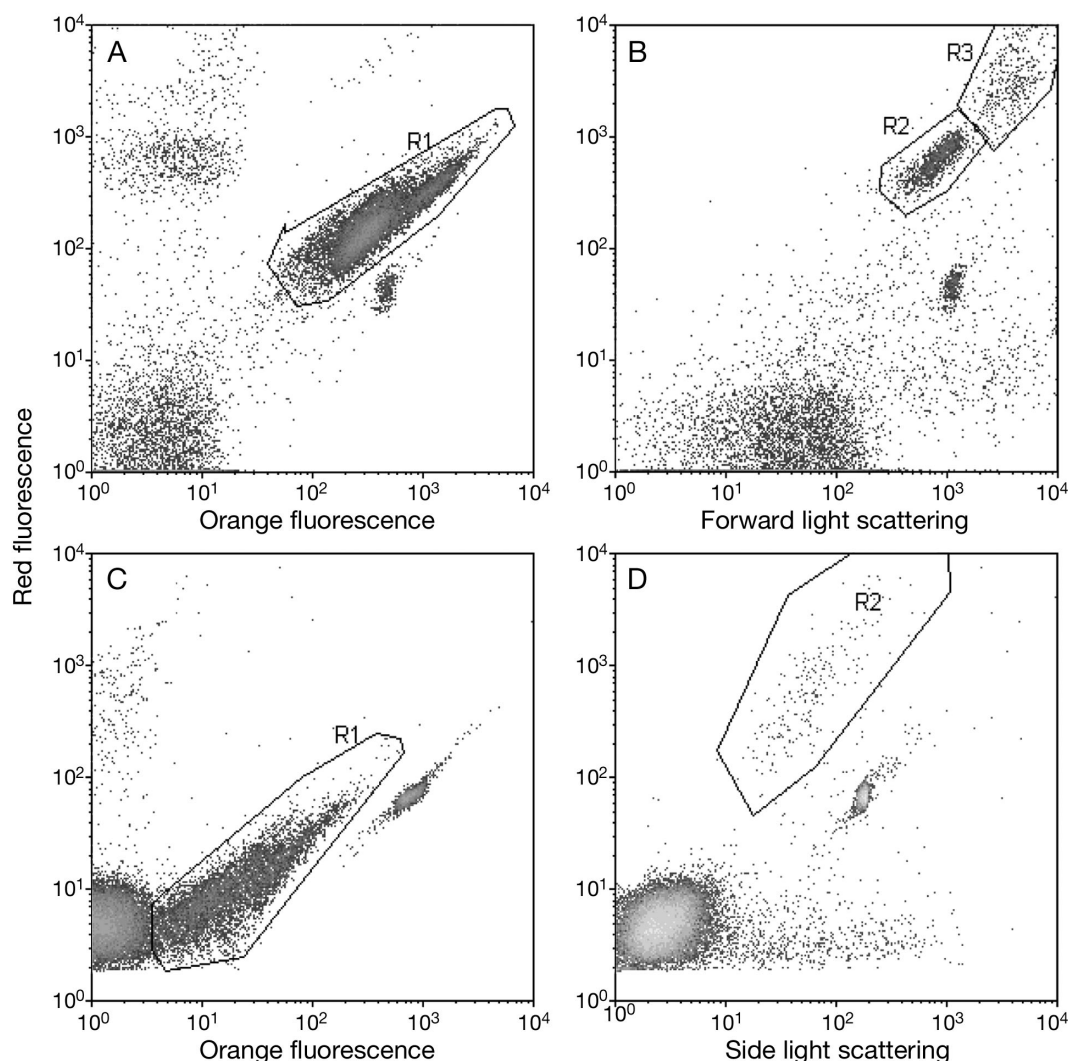 A
R1
10⁴
10³
10²
10¹
10⁰
10⁰ 10¹ 10² 10³ 10⁴
Orange fluorescence
B
R3
R2
10⁴
10³
10²
10¹
10⁰
10⁰ 10¹ 10² 10³ 10⁴
Forward light scattering
Red fluorescence
C
R1
10⁴
10³
10²
10¹
10⁰
10⁰ 10¹ 10² 10³ 10⁴
Orange fluorescence
D
R2
10⁴
10³
10²
10¹
10⁰
10⁰ 10¹ 10² 10³ 10⁴
Side light scattering